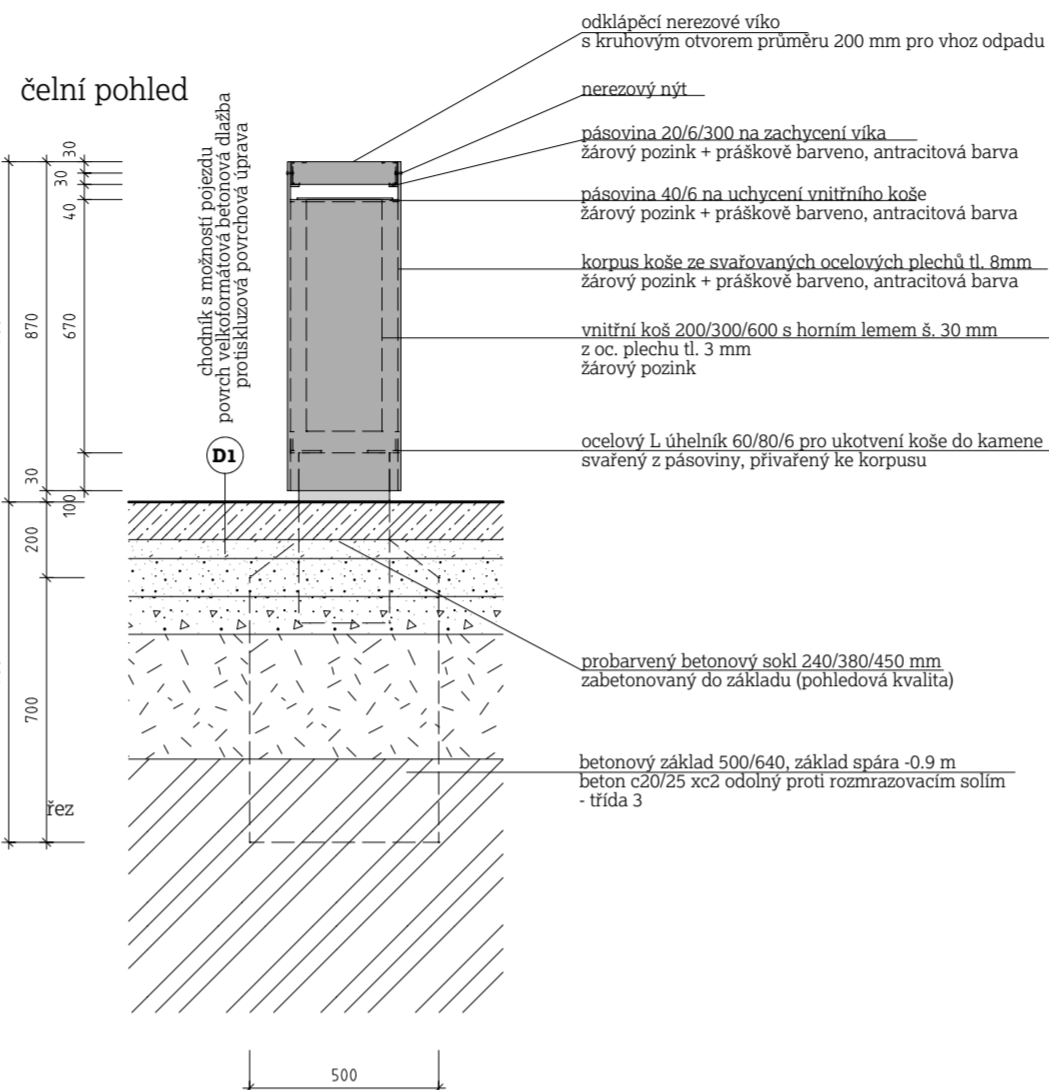 odklápěcí nerezové víko
s kruhovým otvorem průměru 200 mm pro vhoz odpadu
čelní pohled
nerezový nýt
pásovina 20/6/300 na zachycení víka
žárový pozink + práškově barveno, antracitová barva
pásovina 40/6 na uchycení vnitřního koše
žárový pozink + práškově barveno, antracitová barva
korpus koše ze svařovaných ocelových plechů tl. 8mm
žárový pozink + práškově barveno, antracitová barva
vnitřní koš 200/300/600 s horním lemem š. 30 mm
z oc. plechu tl. 3 mm
žárový pozink
ocelový L úhelník 60/80/6 pro ukotvení koše do kamene
svařený z pásoviny, přivařený ke korpusu
chodník s možností pojezdu
povrch velkoformátová betonová dlažba
protiskluzová povrchová úprava
D1
30
30
40
870
670
30
100
200
700
řez
probarvený betonový sokl 240/380/450 mm
zabetonovaný do základu (pohledová kvalita)
betonový základ 500/640, základ spára -0.9 m
beton c20/25 xc2 odolný proti rozmrazovacím solím
- třída 3
500